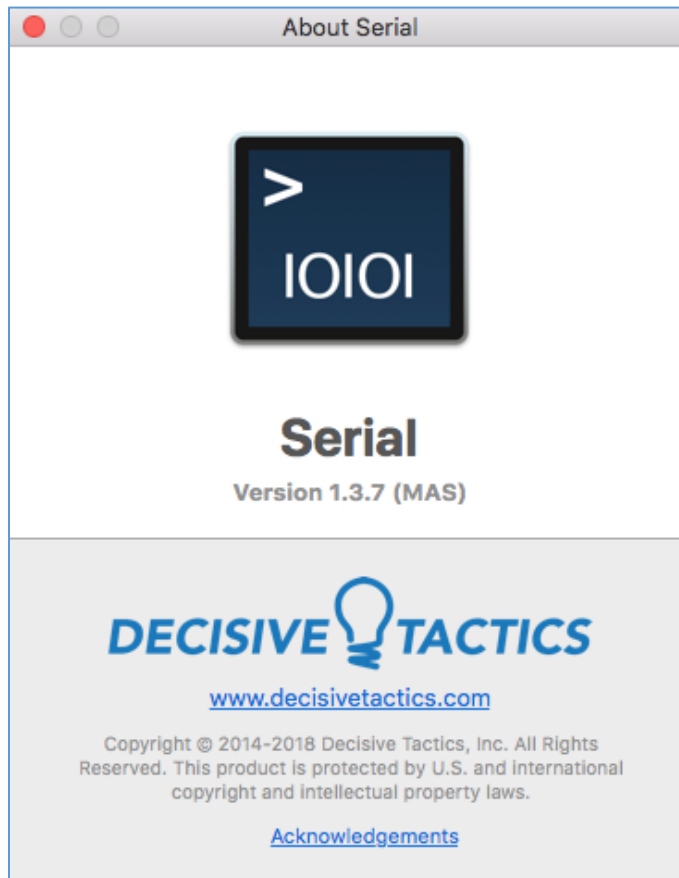 About Serial
>
IOIOI
Serial
Version 1.3.7 (MAS)
DECISIVE TACTICS
www.decisivetactics.com
Copyright © 2014-2018 Decisive Tactics, Inc. All Rights
Reserved. This product is protected by U.S. and international
copyright and intellectual property laws.
Acknowledgements